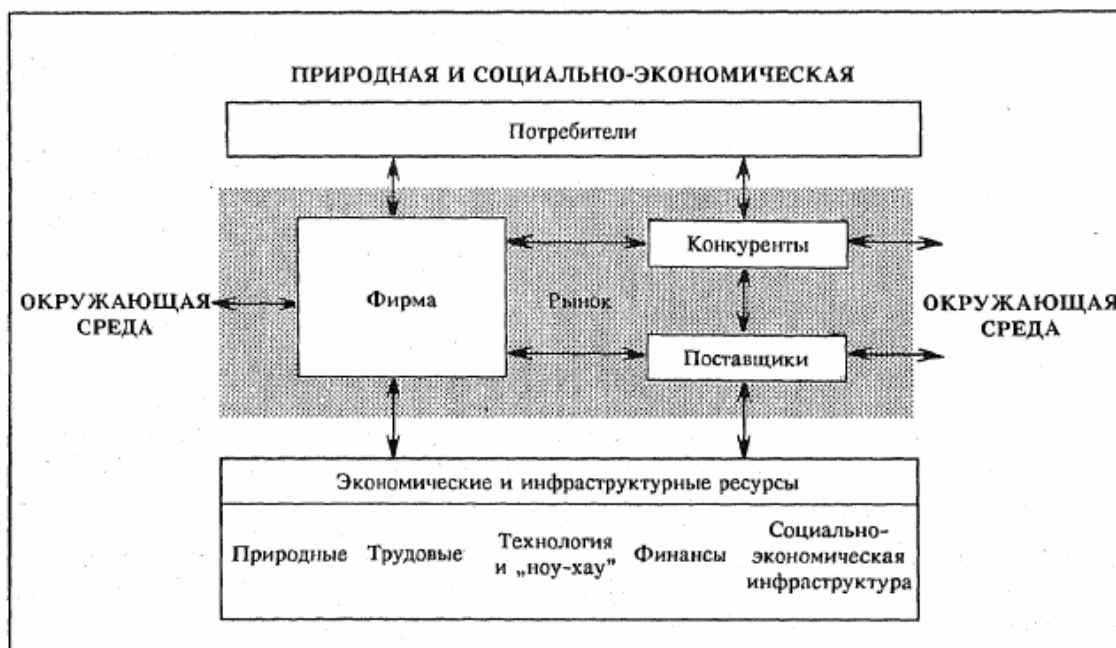 ПРИРОДНАЯ И СОЦИАЛЬНО-ЭКОНОМИЧЕСКАЯ
Потребители
Конкуренты
ОКРУЖАЮЩАЯ
СРЕДА
Фирма
Рынок
ОКРУЖАЮЩАЯ
СРЕДА
Поставщики
Экономические и инфраструктурные ресурсы
Природные
Трудовые
Технология
и „ноу-хау”
Финансы
Социально-
экономическая
инфраструктура